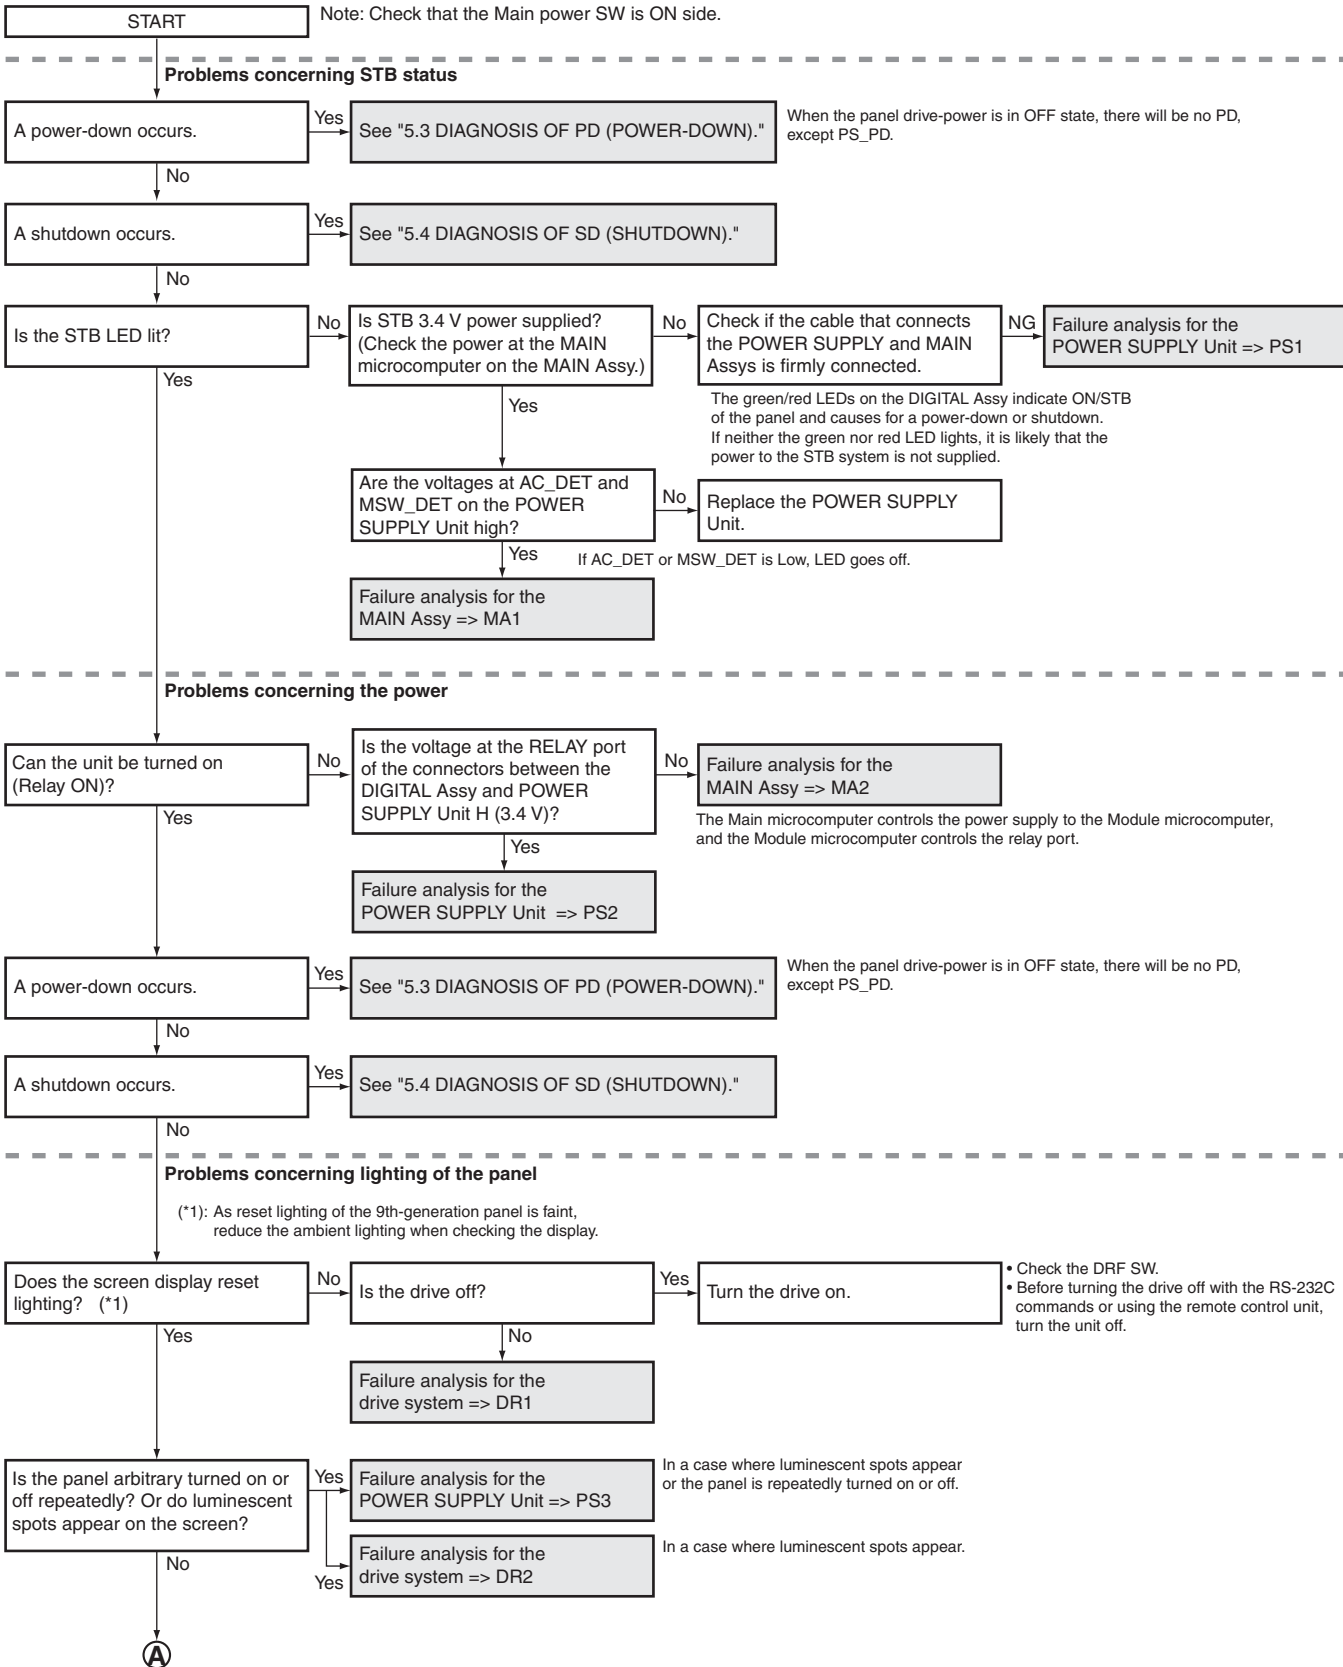 START
Note: Check that the Main power SW is ON side.
Problems concerning STB status
A power-down occurs.
Yes
See "5.3 DIAGNOSIS OF PD (POWER-DOWN)."
When the panel drive-power is in OFF state, there will be no PD,
except PS_PD.
No
A shutdown occurs.
Yes
See "5.4 DIAGNOSIS OF SD (SHUTDOWN)."
No
Is the STB LED lit?
No
Is STB 3.4 V power supplied?
(Check the power at the MAIN
microcomputer on the MAIN Assy.)
No
Check if the cable that connects
the POWER SUPPLY and MAIN
Assys is firmly connected.
NG
Failure analysis for the
POWER SUPPLY Unit => PS1
Yes
Yes
The green/red LEDs on the DIGITAL Assy indicate ON/STB
of the panel and causes for a power-down or shutdown.
If neither the green nor red LED lights, it is likely that the
power to the STB system is not supplied.
Are the voltages at AC_DET and
MSW_DET on the POWER
SUPPLY Unit high?
No
Replace the POWER SUPPLY
Unit.
Yes
If AC_DET or MSW_DET is Low, LED goes off.
Failure analysis for the
MAIN Assy => MA1
Problems concerning the power
Can the unit be turned on
(Relay ON)?
No
Is the voltage at the RELAY port
of the connectors between the
DIGITAL Assy and POWER
SUPPLY Unit H (3.4 V)?
No
Failure analysis for the
MAIN Assy => MA2
The Main microcomputer controls the power supply to the Module microcomputer,
and the Module microcomputer controls the relay port.
Yes
Yes
Failure analysis for the
POWER SUPPLY Unit => PS2
A power-down occurs.
Yes
See "5.3 DIAGNOSIS OF PD (POWER-DOWN)."
When the panel drive-power is in OFF state, there will be no PD,
except PS_PD.
No
A shutdown occurs.
Yes
See "5.4 DIAGNOSIS OF SD (SHUTDOWN)."
No
Problems concerning lighting of the panel
(*1): As reset lighting of the 9th-generation panel is faint,
reduce the ambient lighting when checking the display.
Does the screen display reset
lighting? (*1)
No
Is the drive off?
Yes
Turn the drive on.
• Check the DRF SW.
• Before turning the drive off with the RS-232C
commands or using the remote control unit,
turn the unit off.
Yes
No
Failure analysis for the
drive system => DR1
Is the panel arbitrary turned on or
off repeatedly? Or do luminescent
spots appear on the screen?
Yes
Failure analysis for the
POWER SUPPLY Unit => PS3
In a case where luminescent spots appear
or the panel is repeatedly turned on or off.
No
Yes
Failure analysis for the
drive system => DR2
In a case where luminescent spots appear.
A